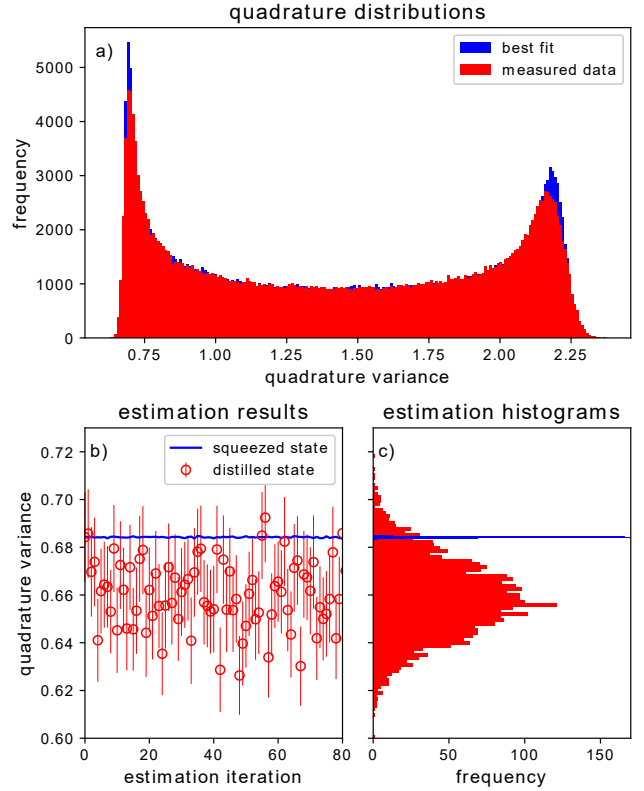 quadrature distributions
a)
best fit
measured data
frequency
5000
4000
3000
2000
1000
0
0.75 1.00 1.25 1.50 1.75 2.00 2.25
quadrature variance
estimation results
estimation histograms
b)
squeezed state
distilled state
c)
quadrature variance
0.72
0.70
0.68
0.66
0.64
0.62
0.60
0 20 40 60 80
0 50 100 150
estimation iteration
frequency